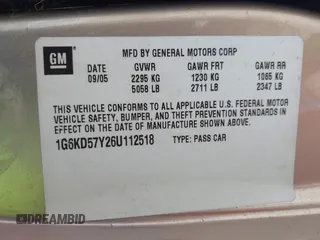 GM
MFD BY GENERAL MOTORS CORP
DATE GVWR GAWR FRT GAWR RR
09/05 2295 KG 1230 KG 1065 KG
5058 LB 2711 LB 2347 LB
THIS VEHICLE CONFORMS TO ALL APPLICABLE U.S. FEDERAL MOTOR
VEHICLE SAFETY, BUMPER, AND THEFT PREVENTION STANDARDS IN
EFFECT ON THE DATE OF MANUFACTURE SHOWN ABOVE.
1G6KD57Y26U112518 TYPE: PASS CAR
EPICVIN